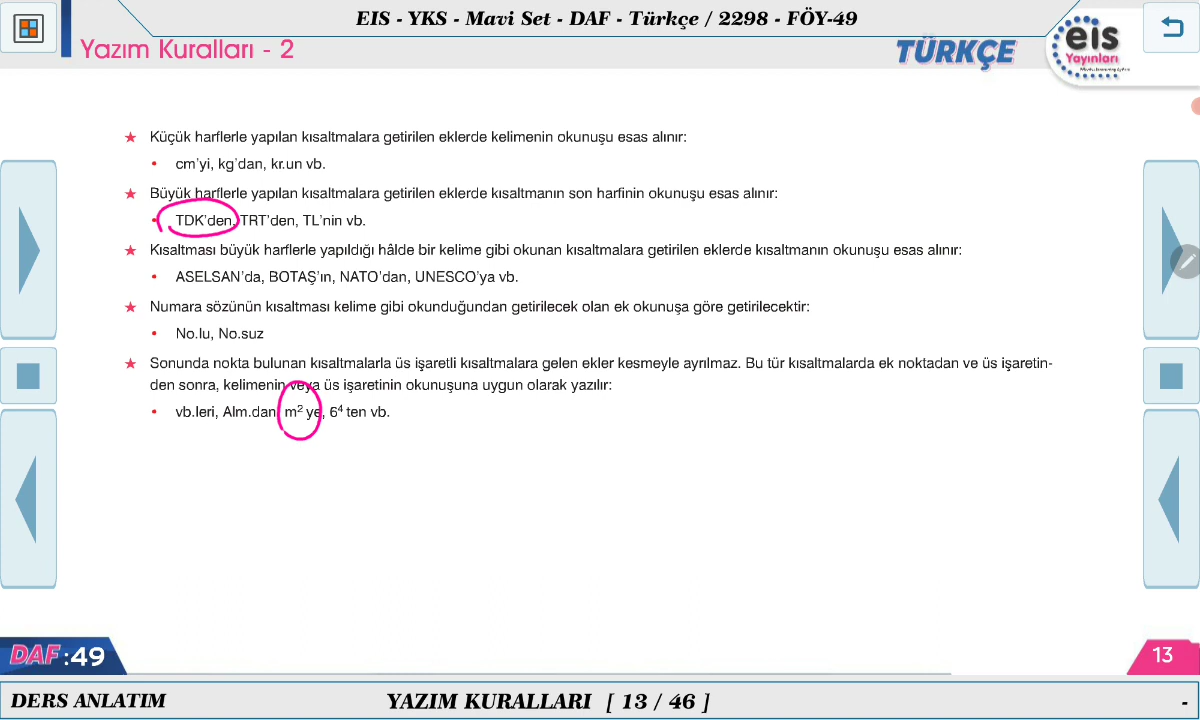 EIS - YKS - Mavi Set - DAF - Türkçe / 2298 - FÖY-49
Yazım Kuralları - 2
TÜRKÇE
eis
Yayınları
★ Küçük harflerle yapılan kısaltmalara getirilen eklerde kelimenin okunuşu esas alınır:
• cm'yi, kg'dan, kr.un vb.
★ Büyük harflerle yapılan kısaltmalara getirilen eklerde kısaltmanın son harfinin okunuşu esas alınır:
• TDK'den, TRT'den, TL'nin vb.
★ Kısaltması büyük harflerle yapıldığı hâlde bir kelime gibi okunan kısaltmalara getirilen eklerde kısaltmanın okunuşu esas alınır:
• ASELSAN'da, BOTAŞ'ın, NATO'dan, UNESCO'ya vb.
★ Numara sözünün kısaltması kelime gibi okunduğundan getirilecek olan ek okunuşa göre getirilecektir:
• No.lu, No.suz
★ Sonunda nokta bulunan kısaltmalarla üs işaretli kısaltmalara gelen ekler kesmeyle ayrılmaz. Bu tür kısaltmalarda ek noktadan ve üs işaretin-
den sonra, kelimenin veya üs işaretinin okunuşuna uygun olarak yazılır:
• vb.leri, Alm.dan, m² ye, 6⁴ ten vb.
DAF :49
13
DERS ANLATIM
YAZIM KURALLARI [ 13 / 46 ]
-